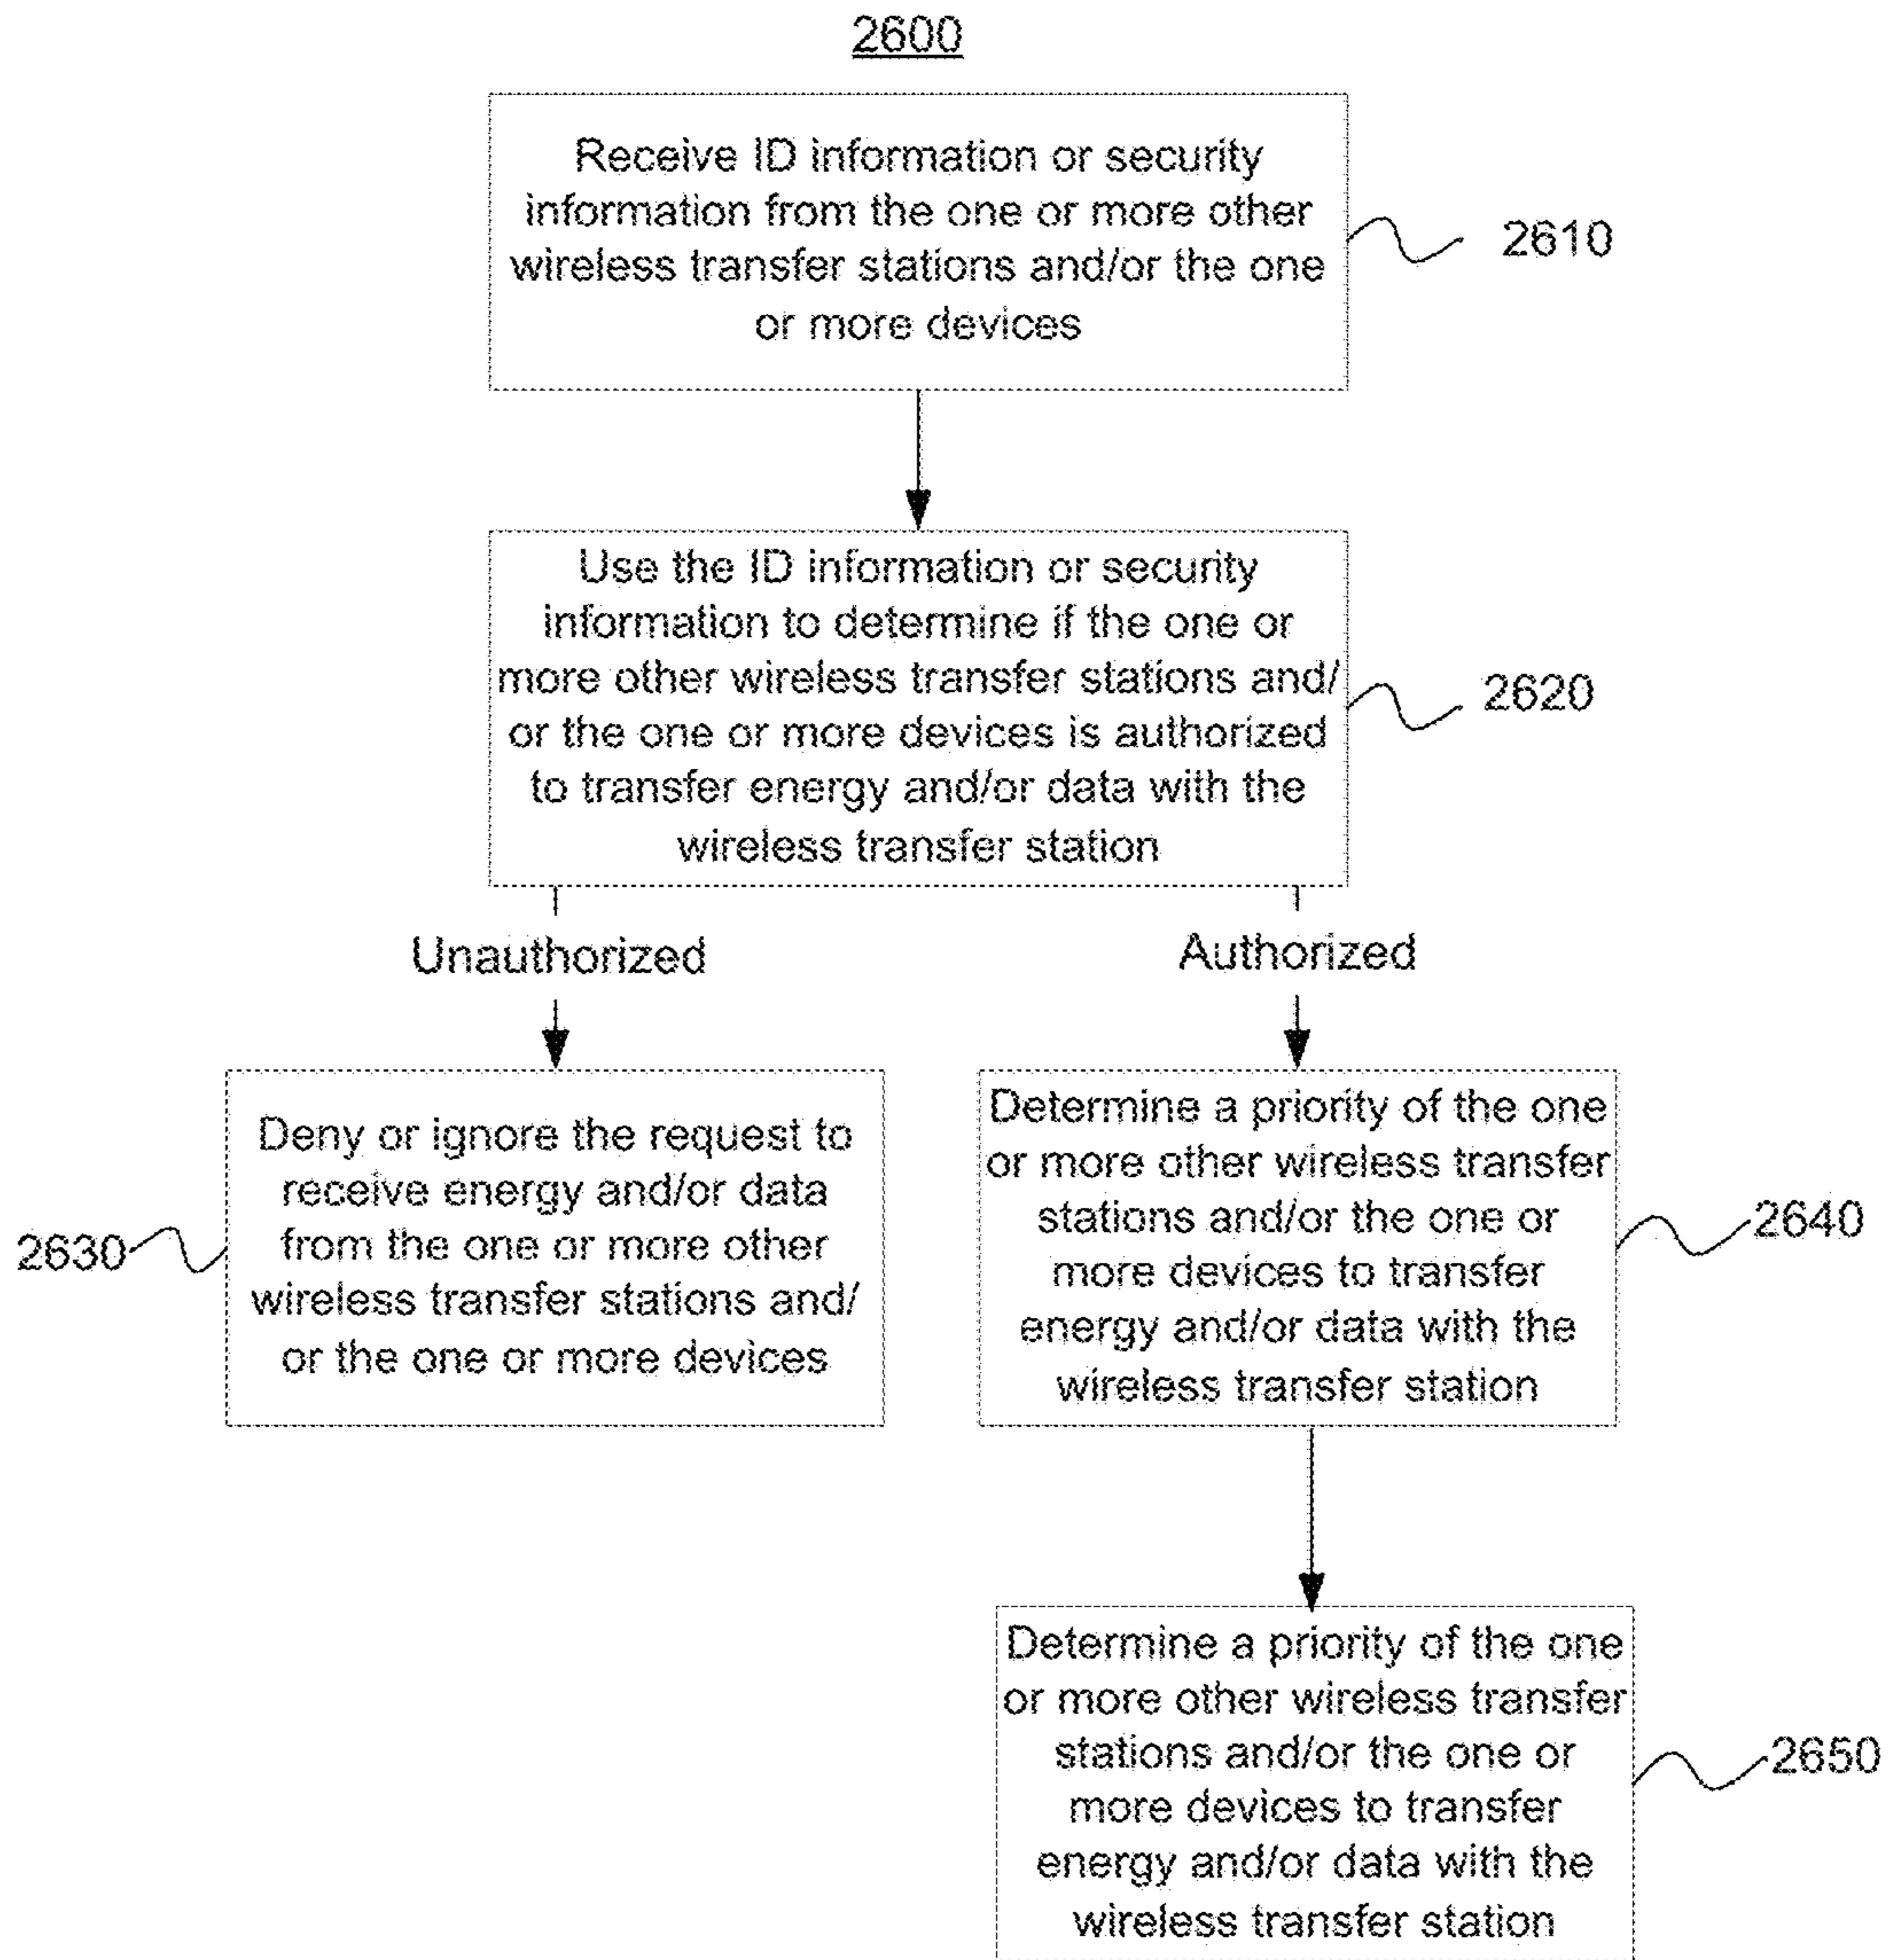 2600
Receive ID information or security
information from the one or more other
wireless transfer stations and/or the one
or more devices
2610
Use the ID information or security
information to determine if the one or
more other wireless transfer stations and/
or the one or more devices is authorized
to transfer energy and/or data with the
wireless transfer station
2620
Unauthorized
Authorized
Deny or ignore the request to
receive energy and/or data
from the one or more other
wireless transfer stations and/
or the one or more devices
2630
Determine a priority of the one
or more other wireless transfer
stations and/or the one or
more devices to transfer
energy and/or data with the
wireless transfer station
2640
Determine a priority of the one
or more other wireless transfer
stations and/or the one or
more devices to transfer
energy and/or data with the
wireless transfer station
2650